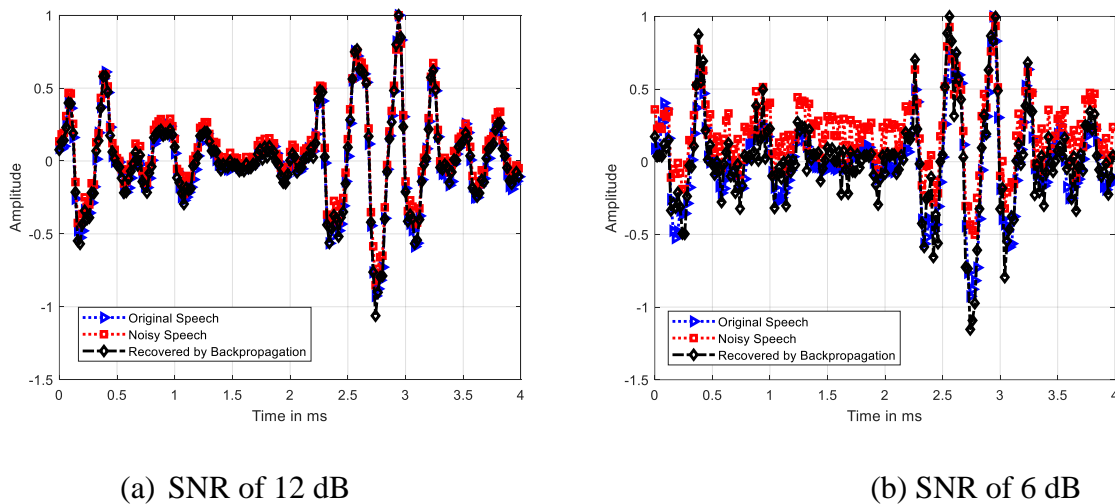 1
0.5
0
-0.5
-1
-1.5
Amplitude
Original Speech
Noisy Speech
Recovered by Backpropagation
0 0.5 1 1.5 2 2.5 3 3.5 4
Time in ms
(a) SNR of 12 dB
1
0.5
0
-0.5
-1
-1.5
Amplitude
Original Speech
Noisy Speech
Recovered by Backpropagation
0 0.5 1 1.5 2 2.5 3 3.5 4
Time in ms
(b) SNR of 6 dB